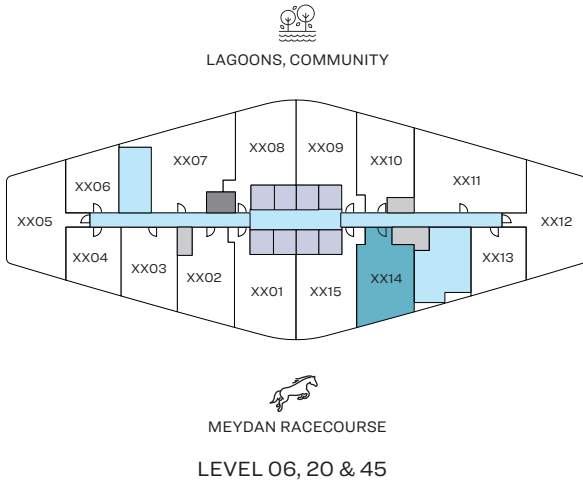 LAGOONS, COMMUNITY
XX08
XX09
XX07
XX10
XX11
XX06
XX05
XX12
XX04
XX03
XX02
XX01
XX15
XX14
XX13
MEYDAN RACECOURSE
LEVEL 06, 20 & 45